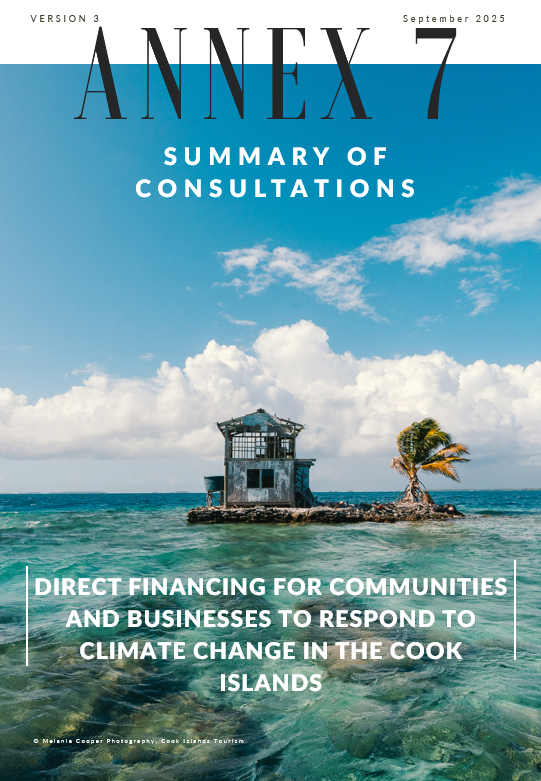 VERSION 3
September 2025
ANNEX 7
SUMMARY OF
CONSULTATIONS
DIRECT FINANCING FOR COMMUNITIES
AND BUSINESSES TO RESPOND TO
CLIMATE CHANGE IN THE COOK
ISLANDS
© Melanie Cooper Photography, Cook Islands Tourism